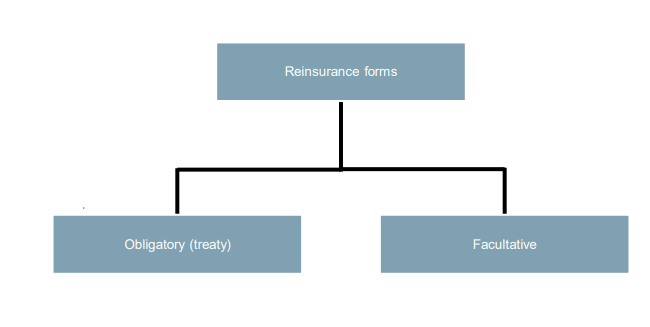 Reinsurance forms
Obligatory (treaty)
Facultative